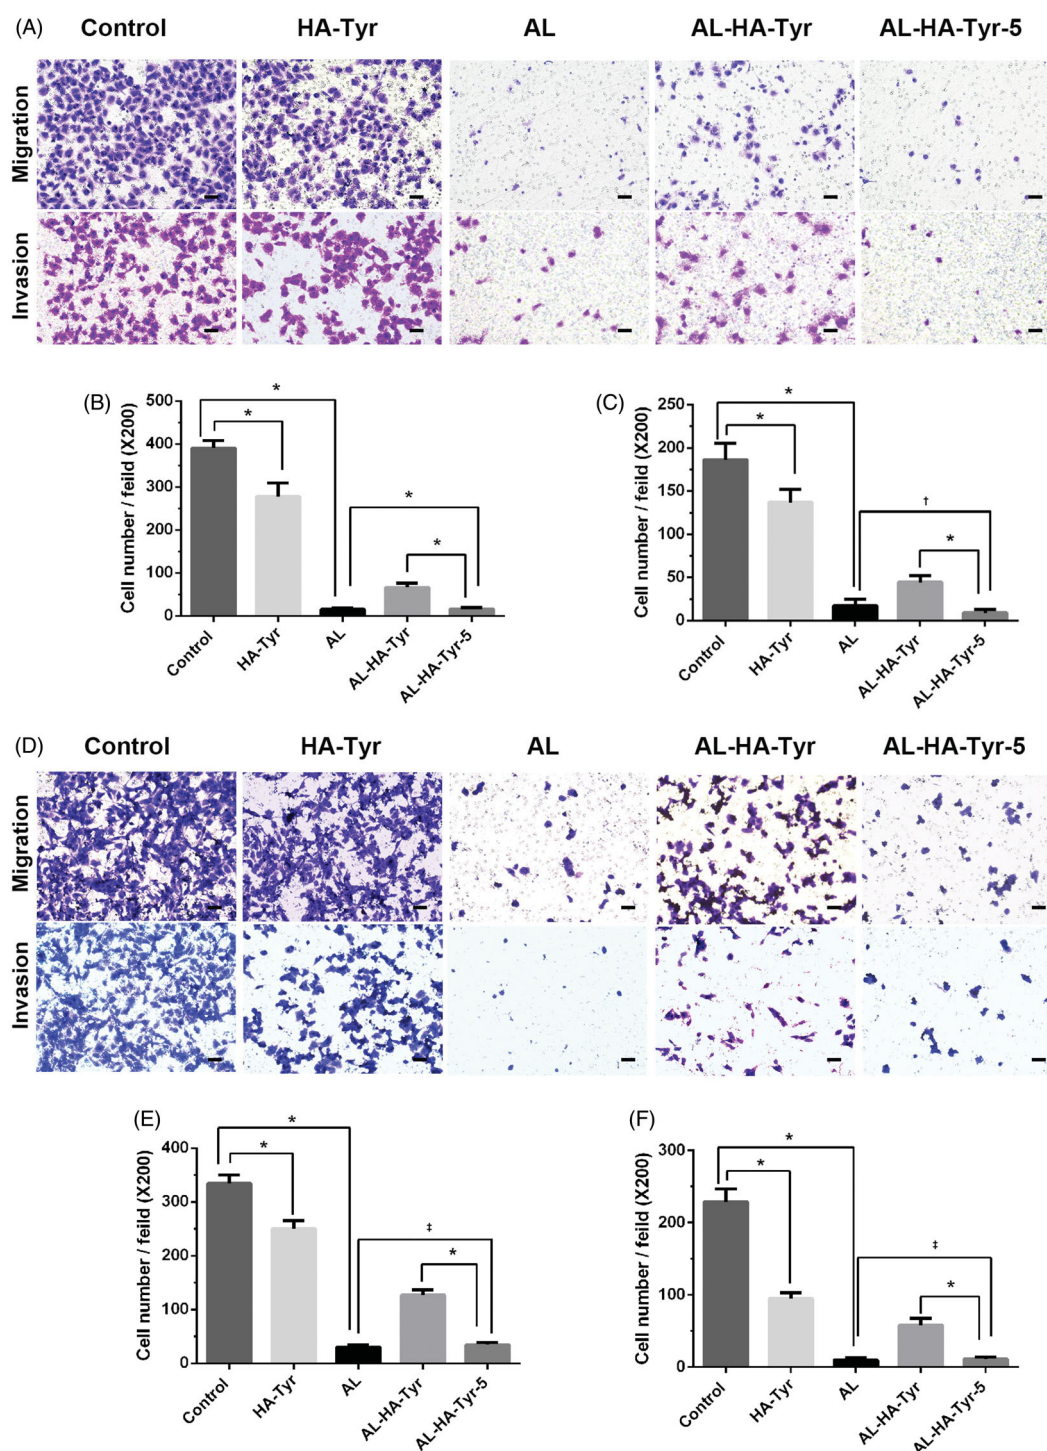 (A) Control HA-Tyr AL AL-HA-Tyr AL-HA-Tyr-5
Migration
Invasion
(B)
Cell number / feild (X200)
500
400
300
200
100
0
*
*
*
*
Control HA-Tyr AL AL-HA-Tyr AL-HA-Tyr-5
(C)
Cell number / feild (X200)
250
200
150
100
50
0
*
*
†
*
Control HA-Tyr AL AL-HA-Tyr AL-HA-Tyr-5
(D) Control HA-Tyr AL AL-HA-Tyr AL-HA-Tyr-5
Migration
Invasion
(E)
Cell number / feild (X200)
400
300
200
100
0
*
*
‡
*
Control HA-Tyr AL AL-HA-Tyr AL-HA-Tyr-5
(F)
Cell number / feild (X200)
300
200
100
0
*
*
‡
*
Control HA-Tyr AL AL-HA-Tyr AL-HA-Tyr-5